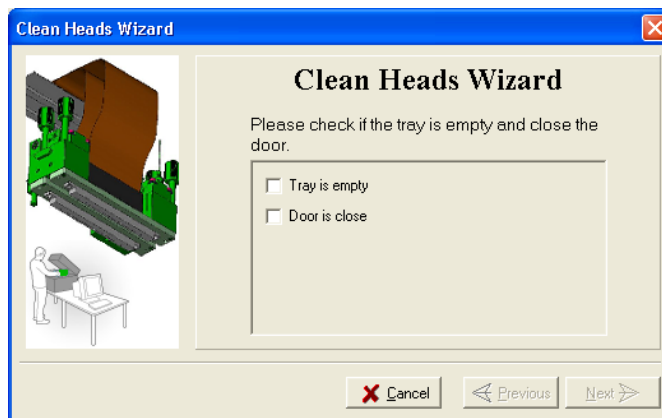 Clean Heads Wizard
Clean Heads Wizard
Please check if the tray is empty and close the
door.
Tray is empty
Door is close
Cancel
Previous
Next